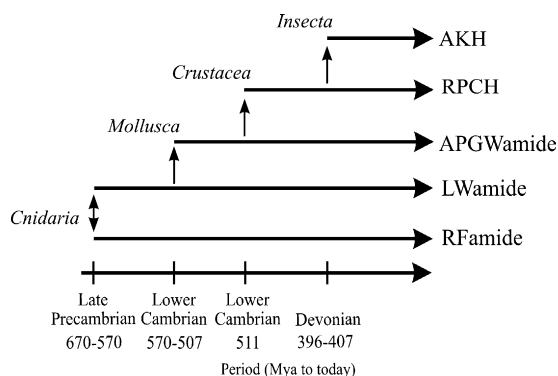 Insecta
AKH
Crustacea
RPCH
Mollusca
APGWamide
LWamide
Cnidaria
RFamide
Late
Precambrian
670-570
Lower
Cambrian
570-507
Lower
Cambrian
511
Devonian
396-407
Period (Mya to today)